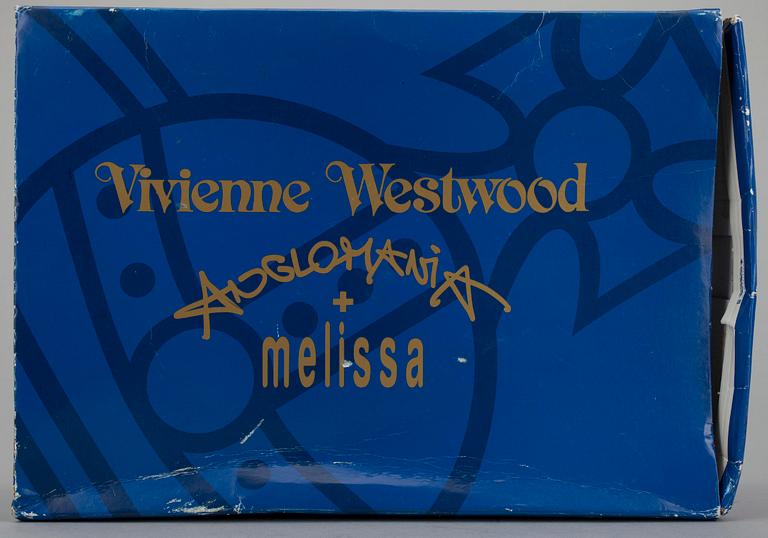 Vivienne Westwood
ANGLOMANiA
+
melissa